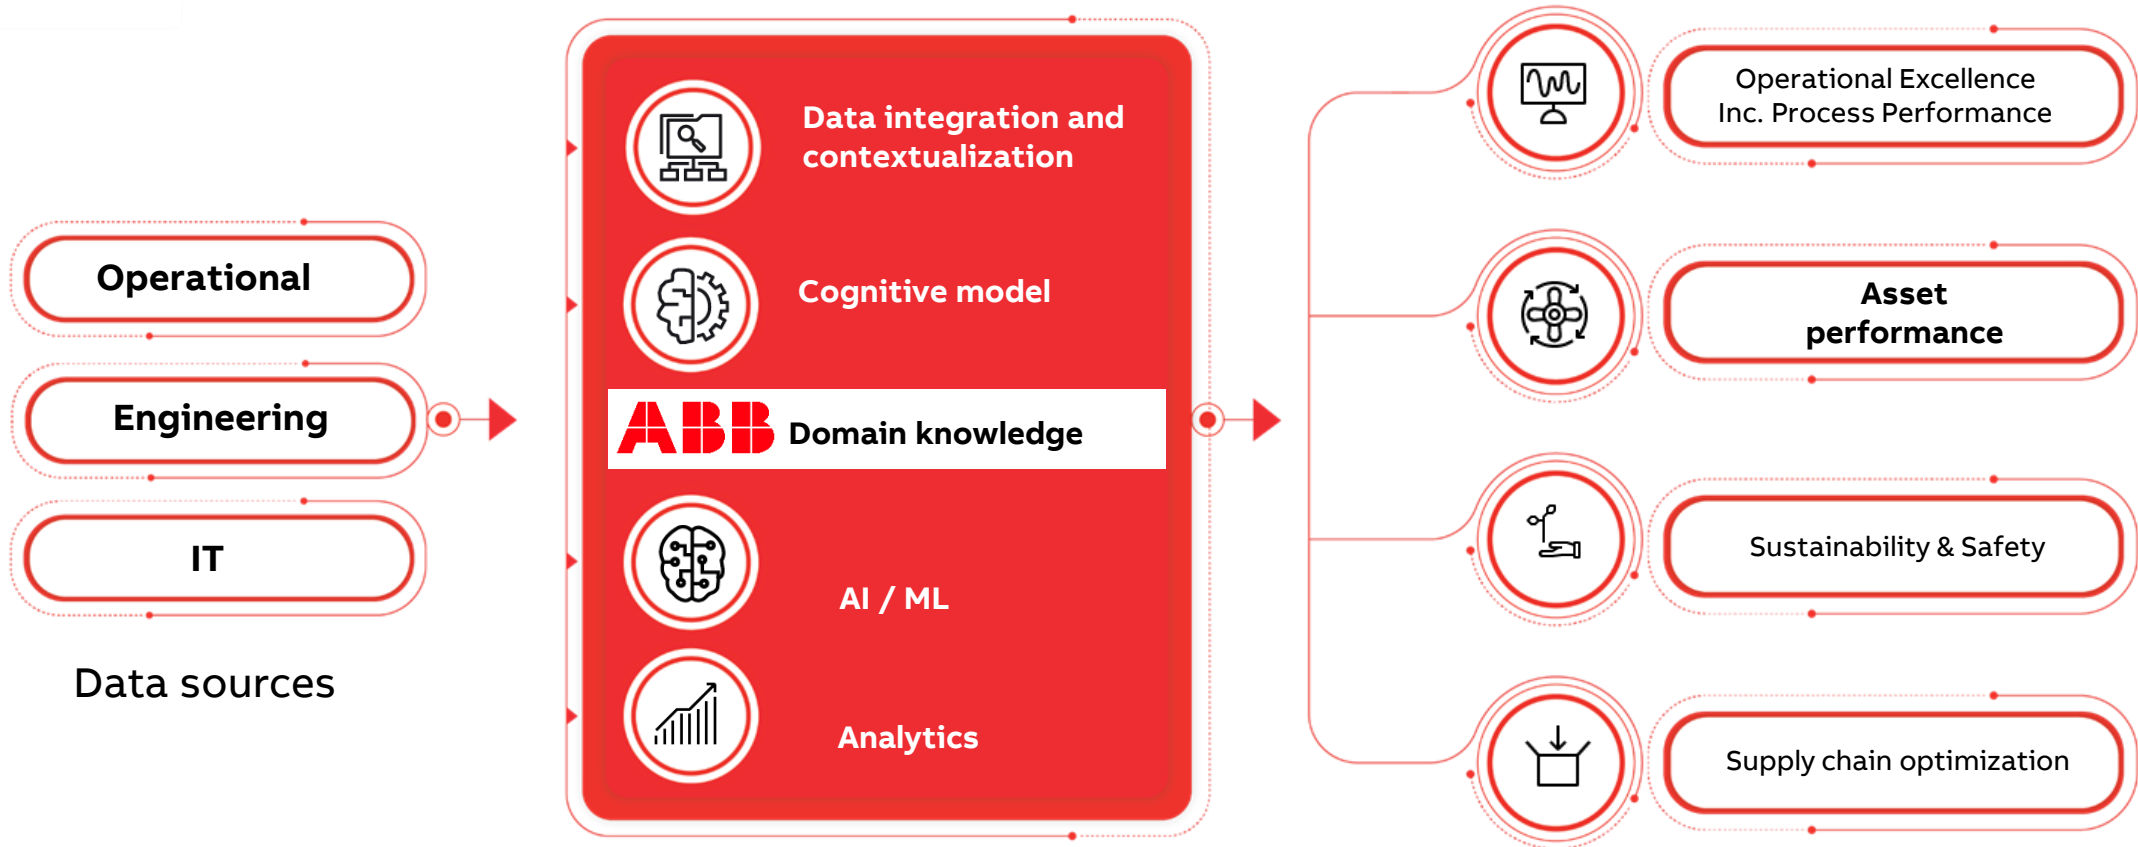 Operational
Engineering
IT
Data sources
Data integration and
contextualization
Cognitive model
ABB Domain knowledge
AI / ML
Analytics
Operational Excellence
Inc. Process Performance
Asset
performance
Sustainability & Safety
Supply chain optimization